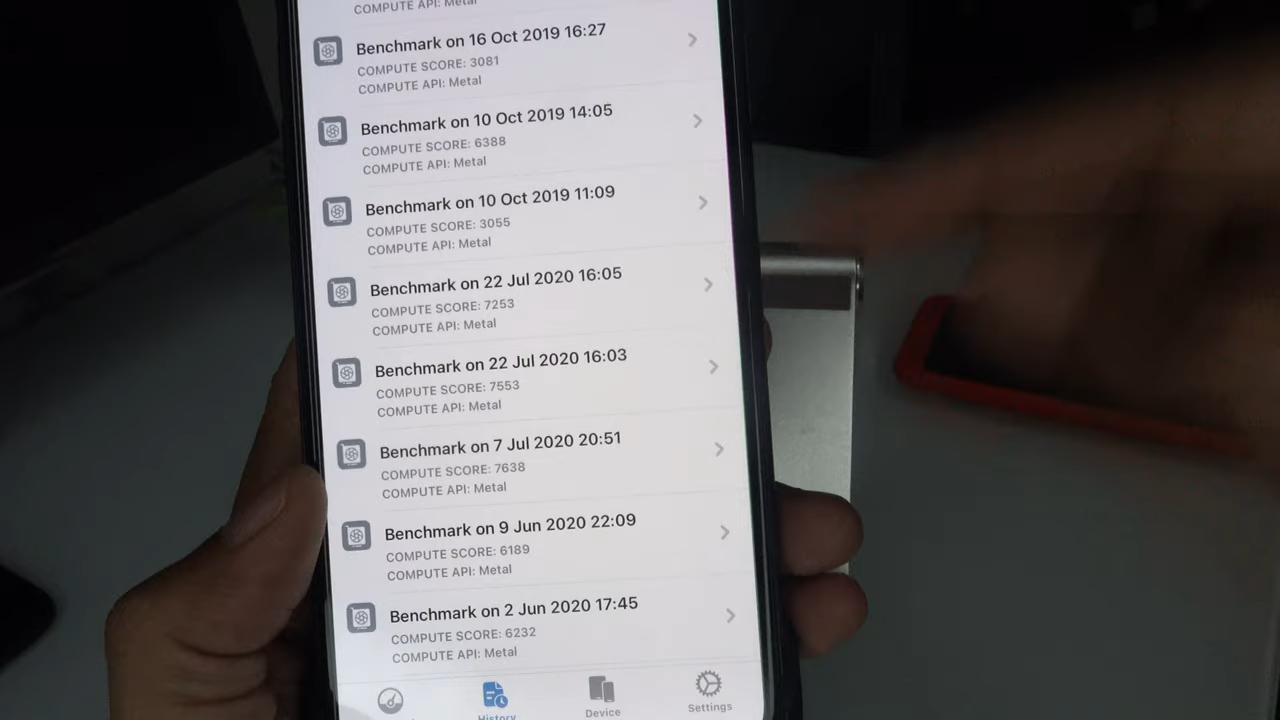 COMPUTE API: Metal
Benchmark on 16 Oct 2019 16:27
COMPUTE SCORE: 3081
COMPUTE API: Metal
Benchmark on 10 Oct 2019 14:05
COMPUTE SCORE: 6388
COMPUTE API: Metal
Benchmark on 10 Oct 2019 11:09
COMPUTE SCORE: 3055
COMPUTE API: Metal
Benchmark on 22 Jul 2020 16:05
COMPUTE SCORE: 7253
COMPUTE API: Metal
Benchmark on 22 Jul 2020 16:03
COMPUTE SCORE: 7553
COMPUTE API: Metal
Benchmark on 7 Jul 2020 20:51
COMPUTE SCORE: 7638
COMPUTE API: Metal
Benchmark on 9 Jun 2020 22:09
COMPUTE SCORE: 6189
COMPUTE API: Metal
Benchmark on 2 Jun 2020 17:45
COMPUTE SCORE: 6232
COMPUTE API: Metal
History
Device
Settings